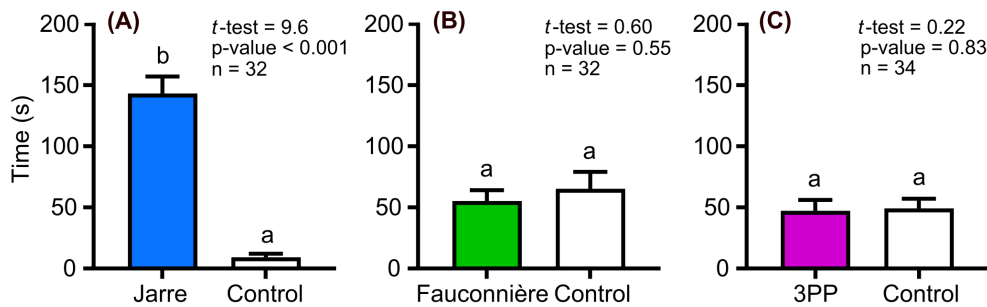 (A)
t-test = 9.6
p-value < 0.001
n = 32
Time (s)
200
150
100
50
0
b
a
Jarre
Control
(B)
t-test = 0.60
p-value = 0.55
n = 32
200
150
100
50
0
a
a
Fauconnière
Control
(C)
t-test = 0.22
p-value = 0.83
n = 34
200
150
100
50
0
a
a
3PP
Control